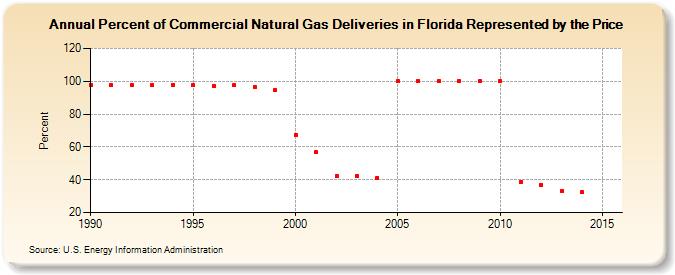 Annual Percent of Commercial Natural Gas Deliveries in Florida Represented by the Price
120
100
80
60
40
20
Percent
1990 1995 2000 2005 2010 2015
Source: U.S. Energy Information Administration